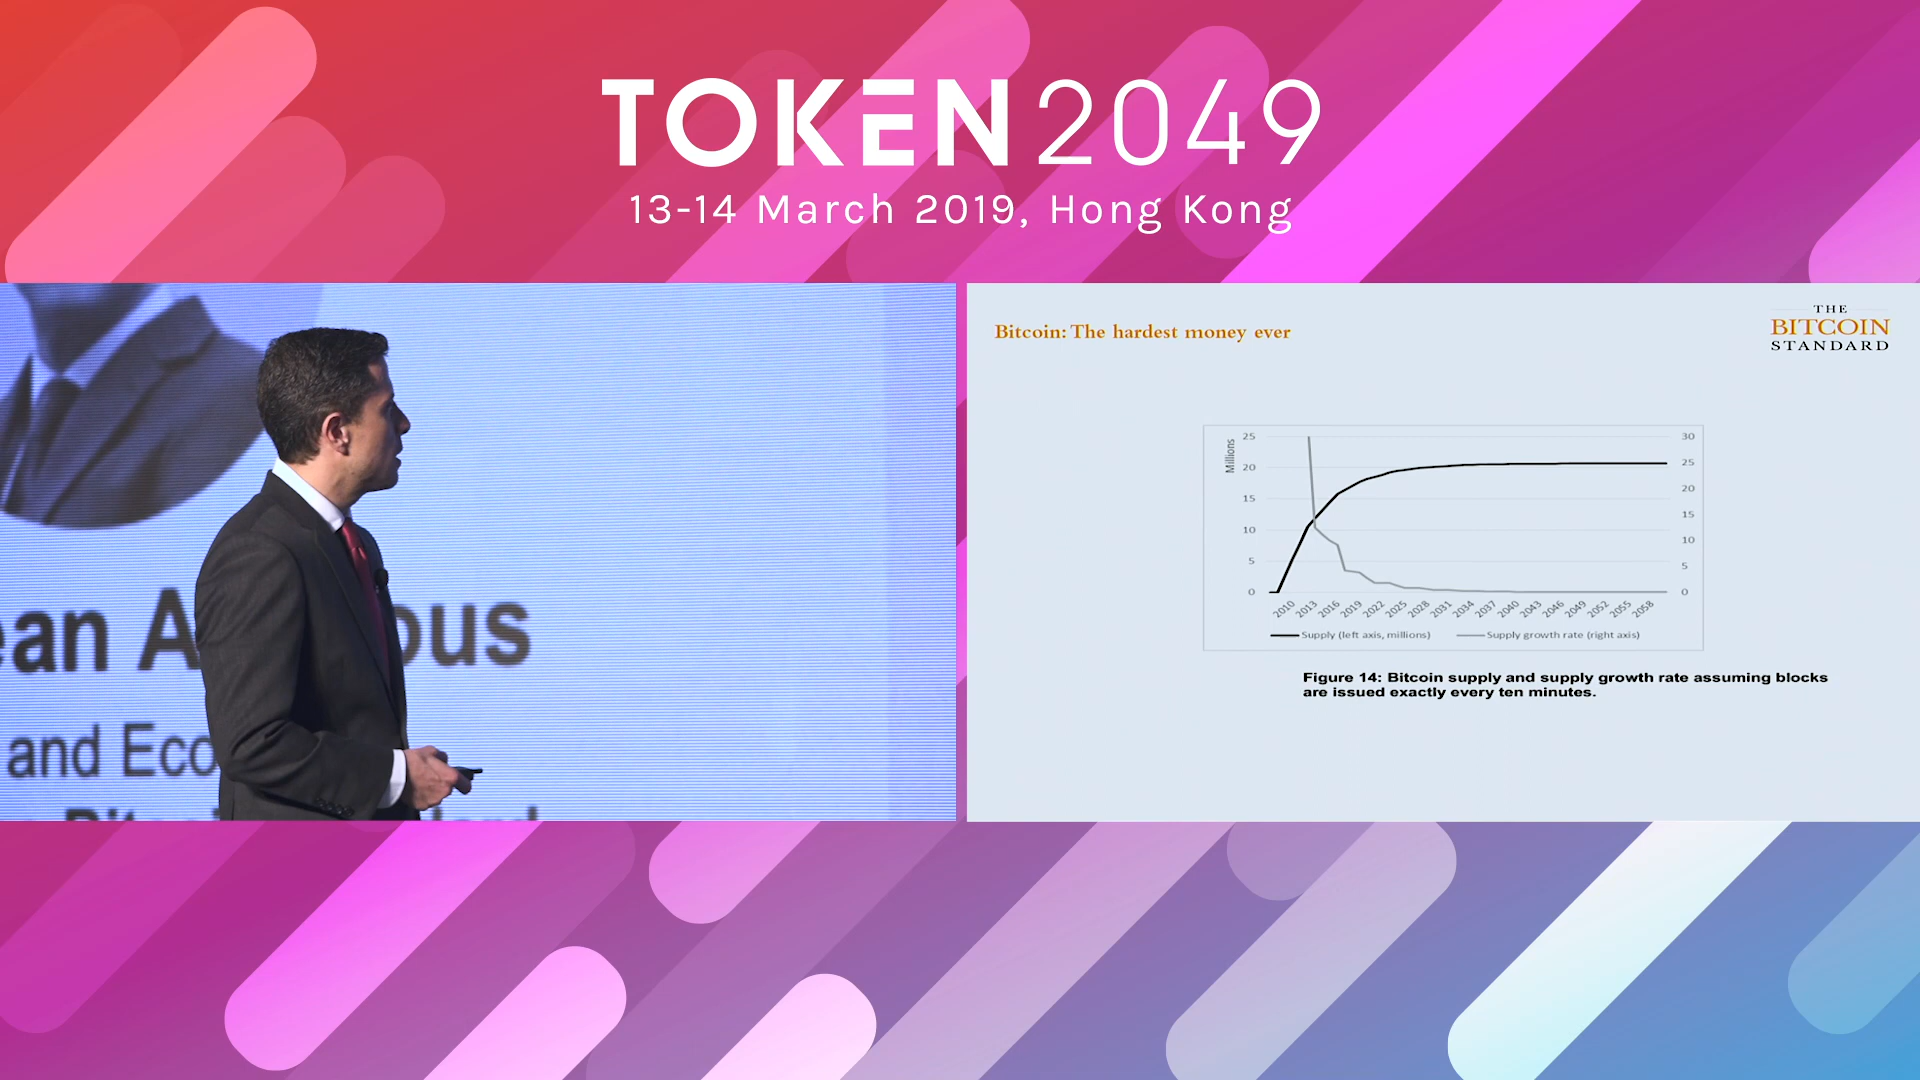 TOKEN2049
13-14 March 2019, Hong Kong
ean A ous
and Eco
Bitcoin: The hardest money ever
THE
BITCOIN
STANDARD
Millions
25
20
15
10
5
0
30
25
20
15
10
5
0
2010 2013 2016 2019 2022 2025 2028 2031 2034 2037 2040 2043 2046 2049 2052 2055 2058
Supply (left axis, millions) Supply growth rate (right axis)
Figure 14: Bitcoin supply and supply growth rate assuming blocks
are issued exactly every ten minutes.